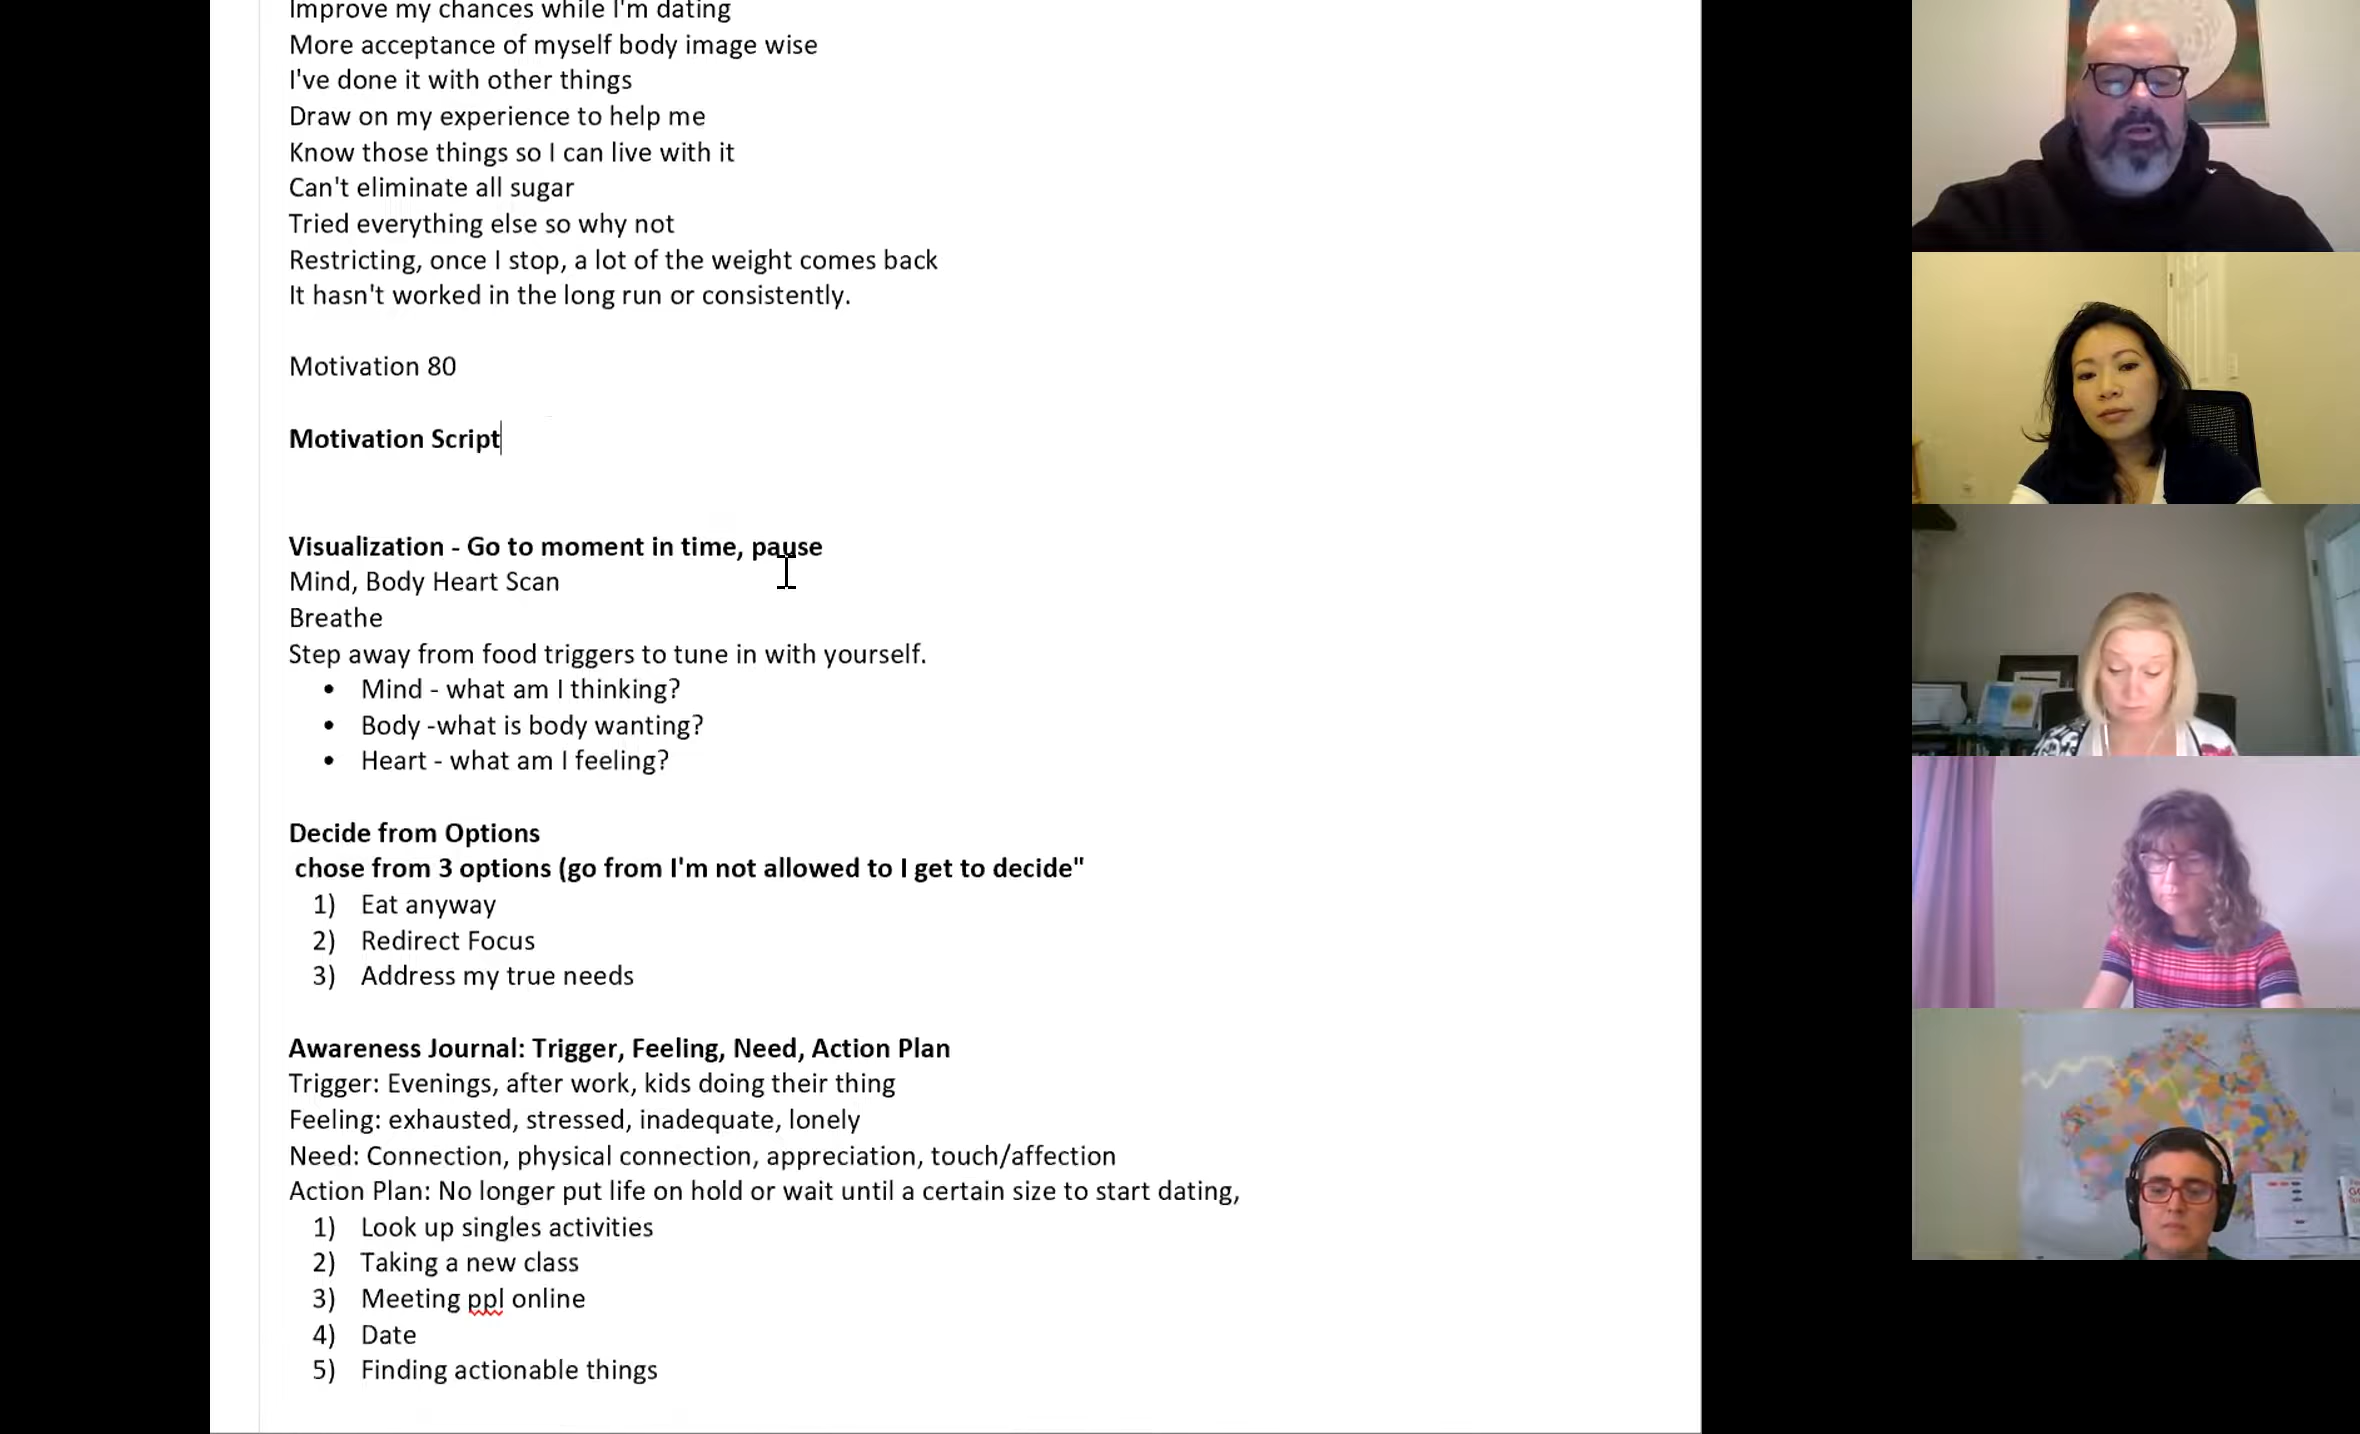 Improve my chances while I'm dating
More acceptance of myself body image wise
I've done it with other things
Draw on my experience to help me
Know those things so I can live with it
Can't eliminate all sugar
Tried everything else so why not
Restricting, once I stop, a lot of the weight comes back
It hasn't worked in the long run or consistently.
Motivation 80
Motivation Script
Visualization - Go to moment in time, pause
Mind, Body Heart Scan
Breathe
Step away from food triggers to tune in with yourself.
• Mind - what am I thinking?
• Body -what is body wanting?
• Heart - what am I feeling?
Decide from Options
chose from 3 options (go from I'm not allowed to I get to decide"
1) Eat anyway
2) Redirect Focus
3) Address my true needs
Awareness Journal: Trigger, Feeling, Need, Action Plan
Trigger: Evenings, after work, kids doing their thing
Feeling: exhausted, stressed, inadequate, lonely
Need: Connection, physical connection, appreciation, touch/affection
Action Plan: No longer put life on hold or wait until a certain size to start dating,
1) Look up singles activities
2) Taking a new class
3) Meeting ppl online
4) Date
5) Finding actionable things